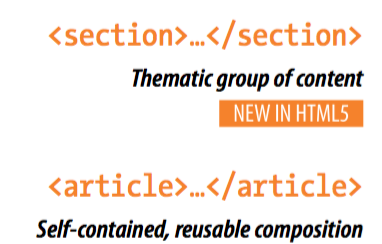 <section>…</section>
Thematic group of content
NEW IN HTML5
<article>…</article>
Self-contained, reusable composition